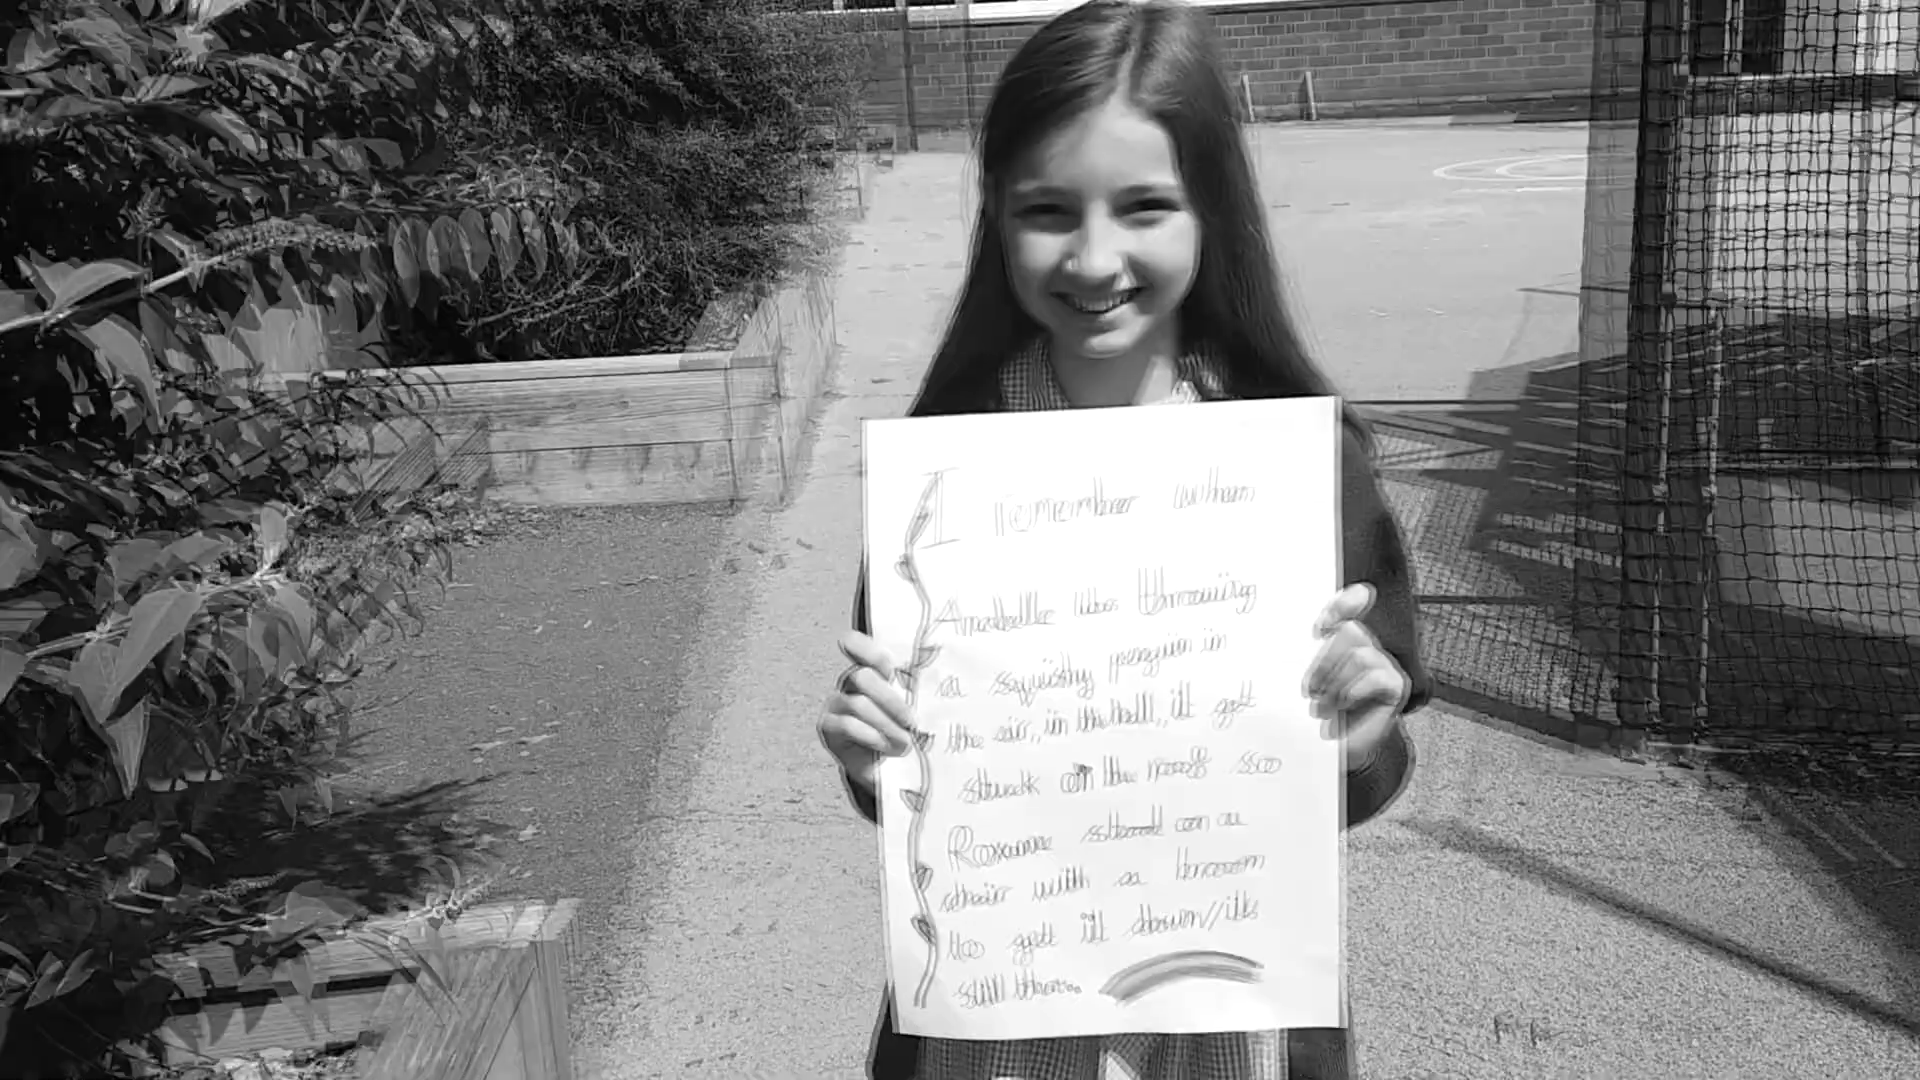 I remember when
Annabelle was throwing
a squishy penguin in
the air, in the hall, it got
stuck on the roof so
Roxanne stood on a
chair with a broom
to get it down/its
still there.